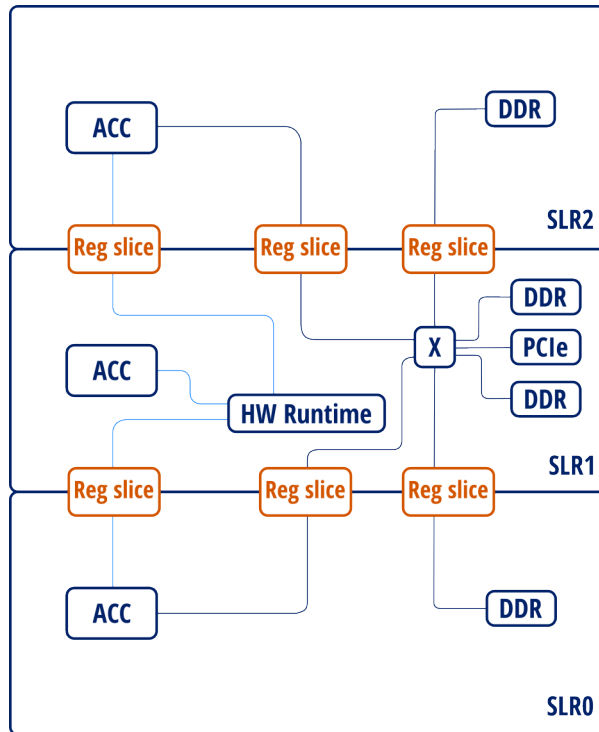 DDR
ACC
SLR2
Reg slice
Reg slice
Reg slice
DDR
X
PCIe
ACC
DDR
HW Runtime
SLR1
Reg slice
Reg slice
Reg slice
ACC
DDR
SLR0